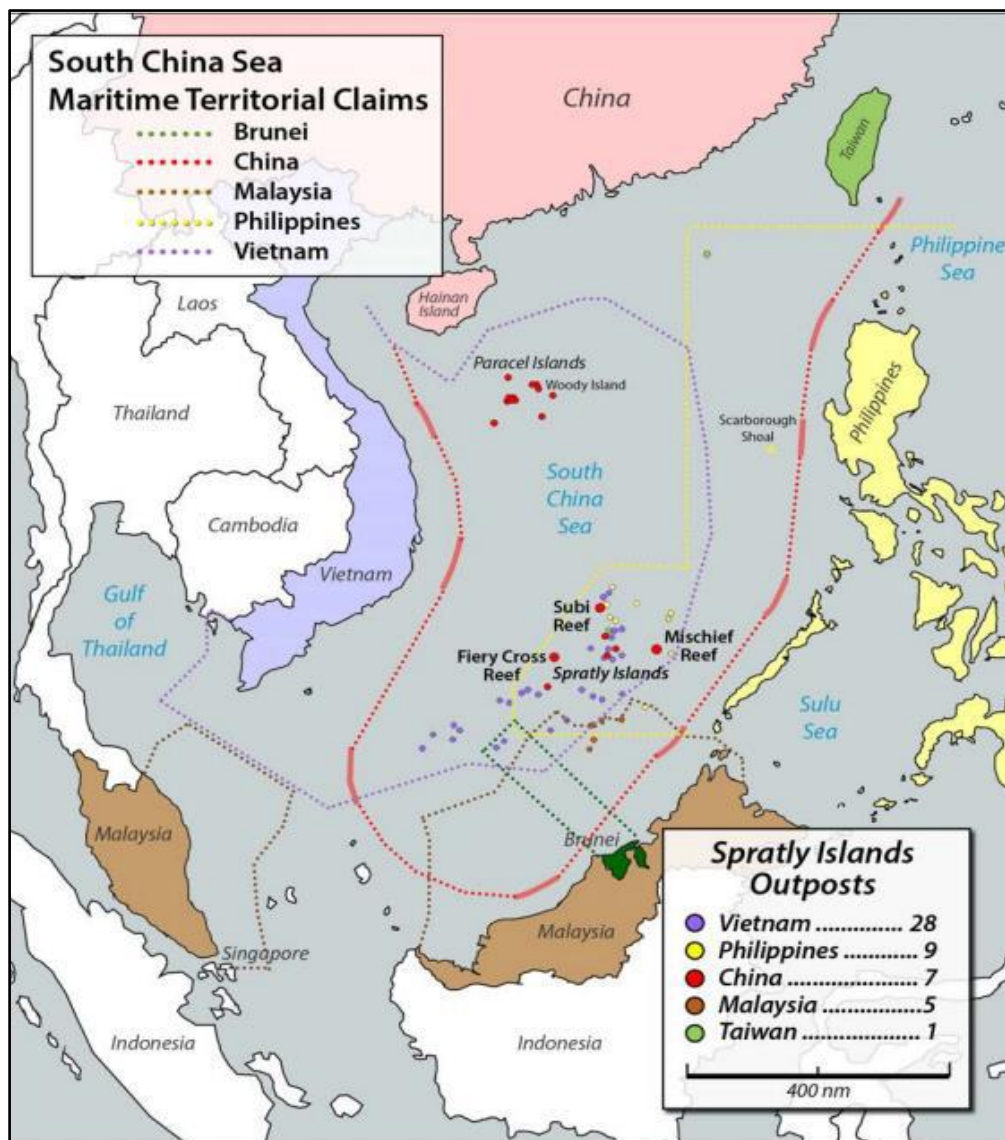 South China Sea
Maritime Territorial Claims
Brunei
China
Malaysia
Philippines
Vietnam
China
Taiwan
Philippine
Sea
Hainan
Island
Laos
Paracel Islands
Woody Island
Thailand
Philippines
Scarborough
Shoal
South
China
Sea
Cambodia
Vietnam
Gulf
of
Thailand
Subi
Reef
Mischief
Reef
Fiery Cross
Reef
Spratly Islands
Sulu
Sea
Malaysia
Brunei
Malaysia
Singapore
Indonesia
Indonesia
Spratly Islands
Outposts
Vietnam .............. 28
Philippines ........... 9
China ...................... 7
Malaysia ................ 5
Taiwan .................... 1
400 nm